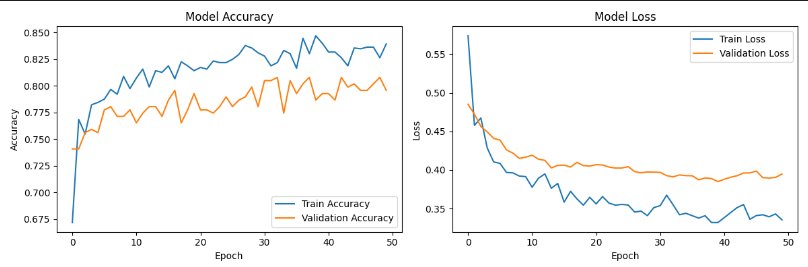 Model Accuracy
0.850
0.825
0.800
0.775
0.750
0.725
0.700
0.675
Accuracy
0 10 20 30 40 50
Epoch
Train Accuracy
Validation Accuracy
Model Loss
0.55
0.50
0.45
0.40
0.35
Loss
0 10 20 30 40 50
Epoch
Train Loss
Validation Loss